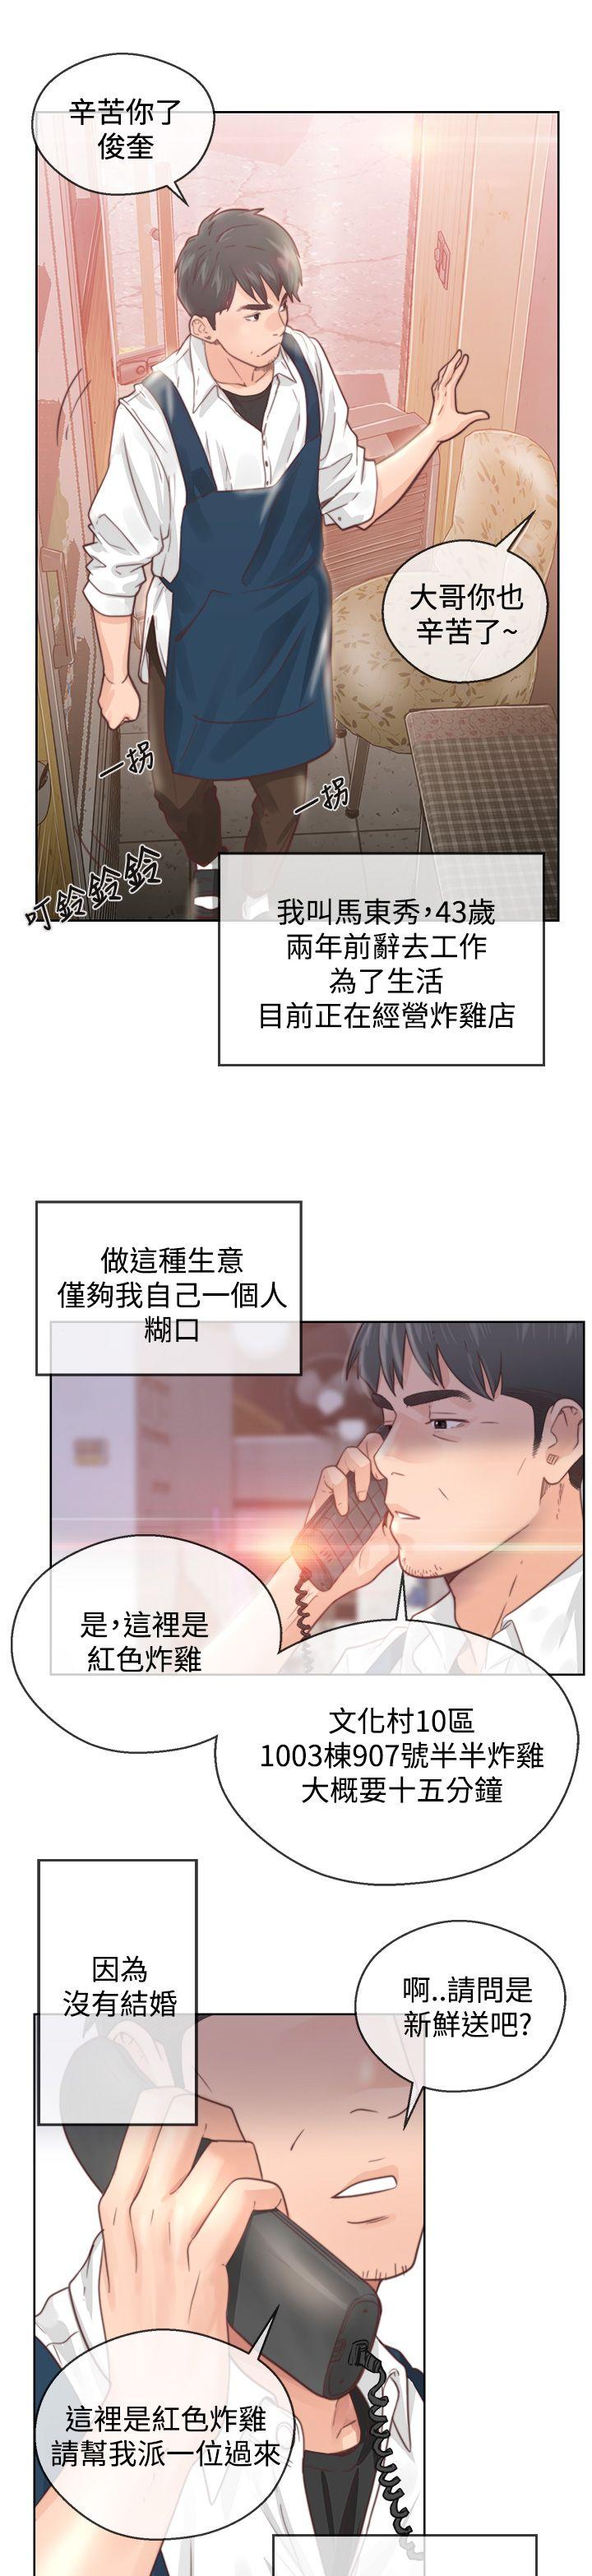 辛苦你了
俊奎
大哥你也
辛苦了~
一拐
一拐
叮鈴鈴鈴
我叫馬東秀,43歲
兩年前辭去工作
為了生活
目前正在經營炸雞店
做這種生意
僅夠我自己一個人
糊口
是,這裡是
紅色炸雞
文化村10區
1003棟907號半半炸雞
大概要十五分鐘
因為
沒有結婚
啊..請問是
新鮮送吧?
這裡是紅色炸雞
請幫我派一位過來